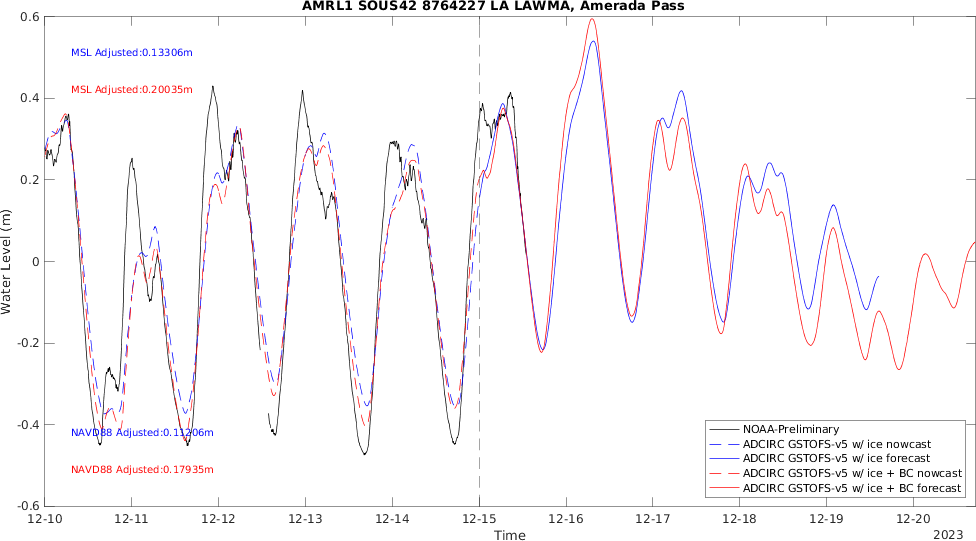 AMRL1 SOUS42 8764227 LA LAWMA, Amerada Pass
0.6
0.4
0.2
0
-0.2
-0.4
-0.6
Water Level (m)
MSL Adjusted:0.13306m
MSL Adjusted:0.20035m
NAVD88 Adjusted:0.11206m
NAVD88 Adjusted:0.17935m
NOAA-Preliminary
ADCIRC GSTOFS-v5 w/ ice nowcast
ADCIRC GSTOFS-v5 w/ ice forecast
ADCIRC GSTOFS-v5 w/ ice + BC nowcast
ADCIRC GSTOFS-v5 w/ ice + BC forecast
12-10 12-11 12-12 12-13 12-14 12-15 12-16 12-17 12-18 12-19 12-20
Time
2023